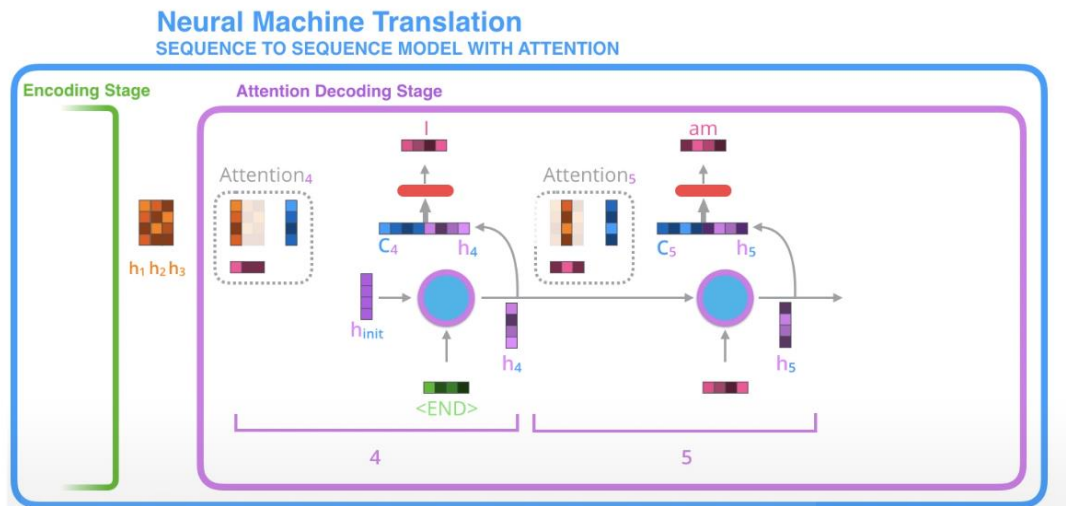 Neural Machine Translation
SEQUENCE TO SEQUENCE MODEL WITH ATTENTION
Encoding Stage
Attention Decoding Stage
I
am
Attention4
Attention5
C4
h4
C5
h5
h1 h2 h3
hinit
h4
h5
<END>
4
5